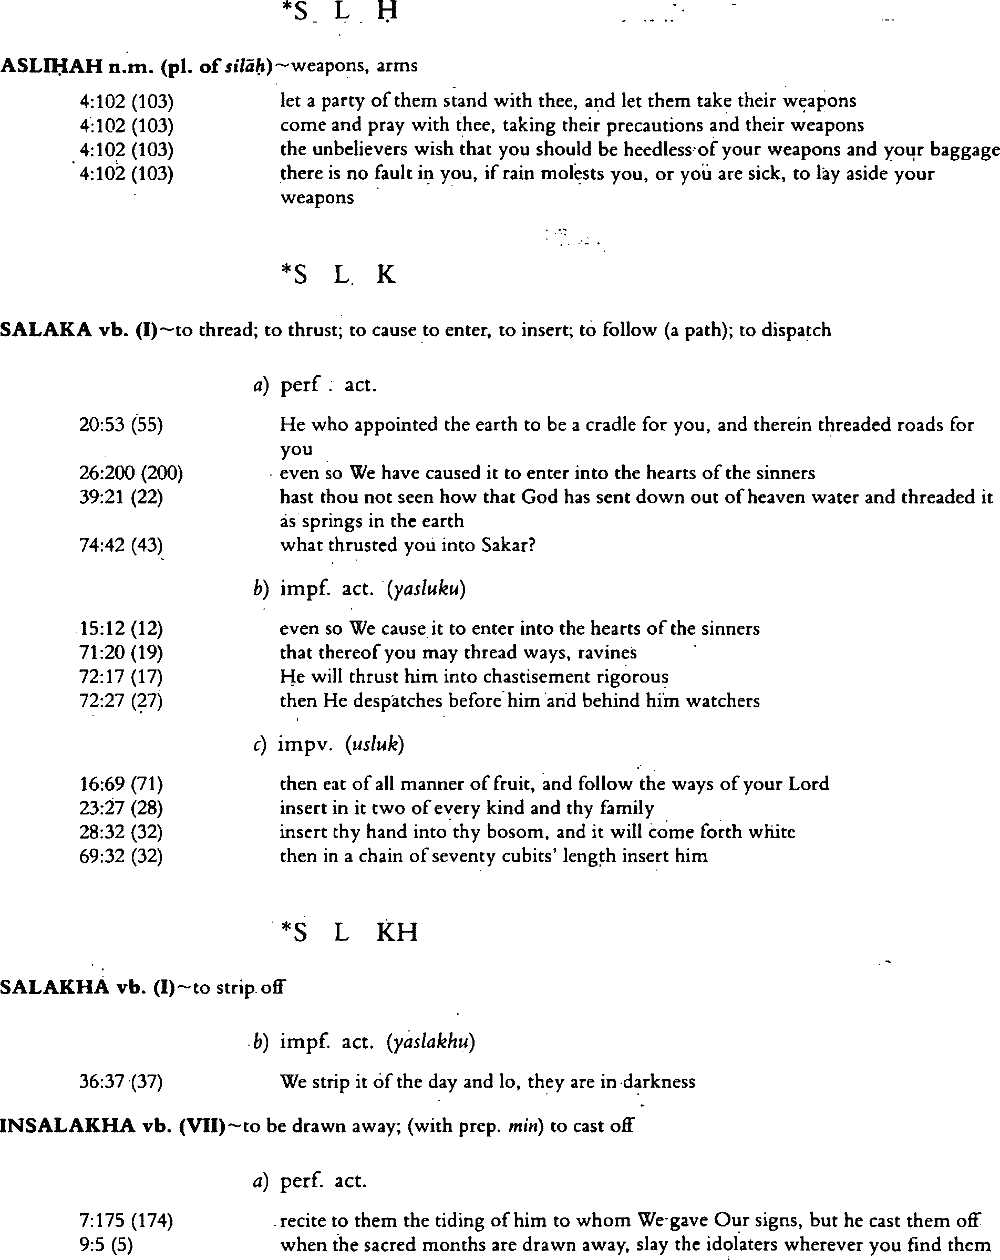 *S L Ḥ
ASLIḤAH n.m. (pl. of silāḥ)~weapons, arms
4:102 (103) let a party of them stand with thee, and let them take their weapons
4:102 (103) come and pray with thee, taking their precautions and their weapons
4:102 (103) the unbelievers wish that you should be heedless of your weapons and your baggage
4:102 (103) there is no fault in you, if rain molests you, or you are sick, to lay aside your
weapons
*S L K
SALAKA vb. (I)~to thread; to thrust; to cause to enter, to insert; to follow (a path); to dispatch
a) perf. act.
20:53 (55) He who appointed the earth to be a cradle for you, and therein threaded roads for
you
26:200 (200) even so We have caused it to enter into the hearts of the sinners
39:21 (22) hast thou not seen how that God has sent down out of heaven water and threaded it
as springs in the earth
74:42 (43) what thrusted you into Sakar?
b) impf. act. (yasluku)
15:12 (12) even so We cause it to enter into the hearts of the sinners
71:20 (19) that thereof you may thread ways, ravines
72:17 (17) He will thrust him into chastisement rigorous
72:27 (27) then He despatches before him and behind him watchers
c) impv. (usluk)
16:69 (71) then eat of all manner of fruit, and follow the ways of your Lord
23:27 (28) insert in it two of every kind and thy family
28:32 (32) insert thy hand into thy bosom, and it will come forth white
69:32 (32) then in a chain of seventy cubits' length insert him
*S L KH
SALAKHA vb. (I)~to strip off
b) impf. act. (yaslakhu)
36:37 (37) We strip it of the day and lo, they are in darkness
INSALAKHA vb. (VII)~to be drawn away; (with prep. min) to cast off
a) perf. act.
7:175 (174) recite to them the tiding of him to whom We gave Our signs, but he cast them off
9:5 (5) when the sacred months are drawn away, slay the idolaters wherever you find them